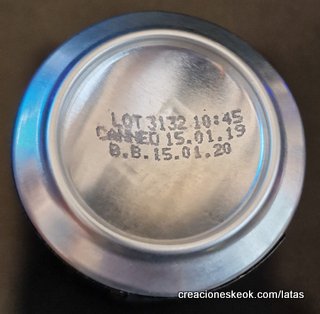 LOT 3132 10:45
CANNED 15.01.19
B.B.15.01.20
creacioneskeok.com/latas